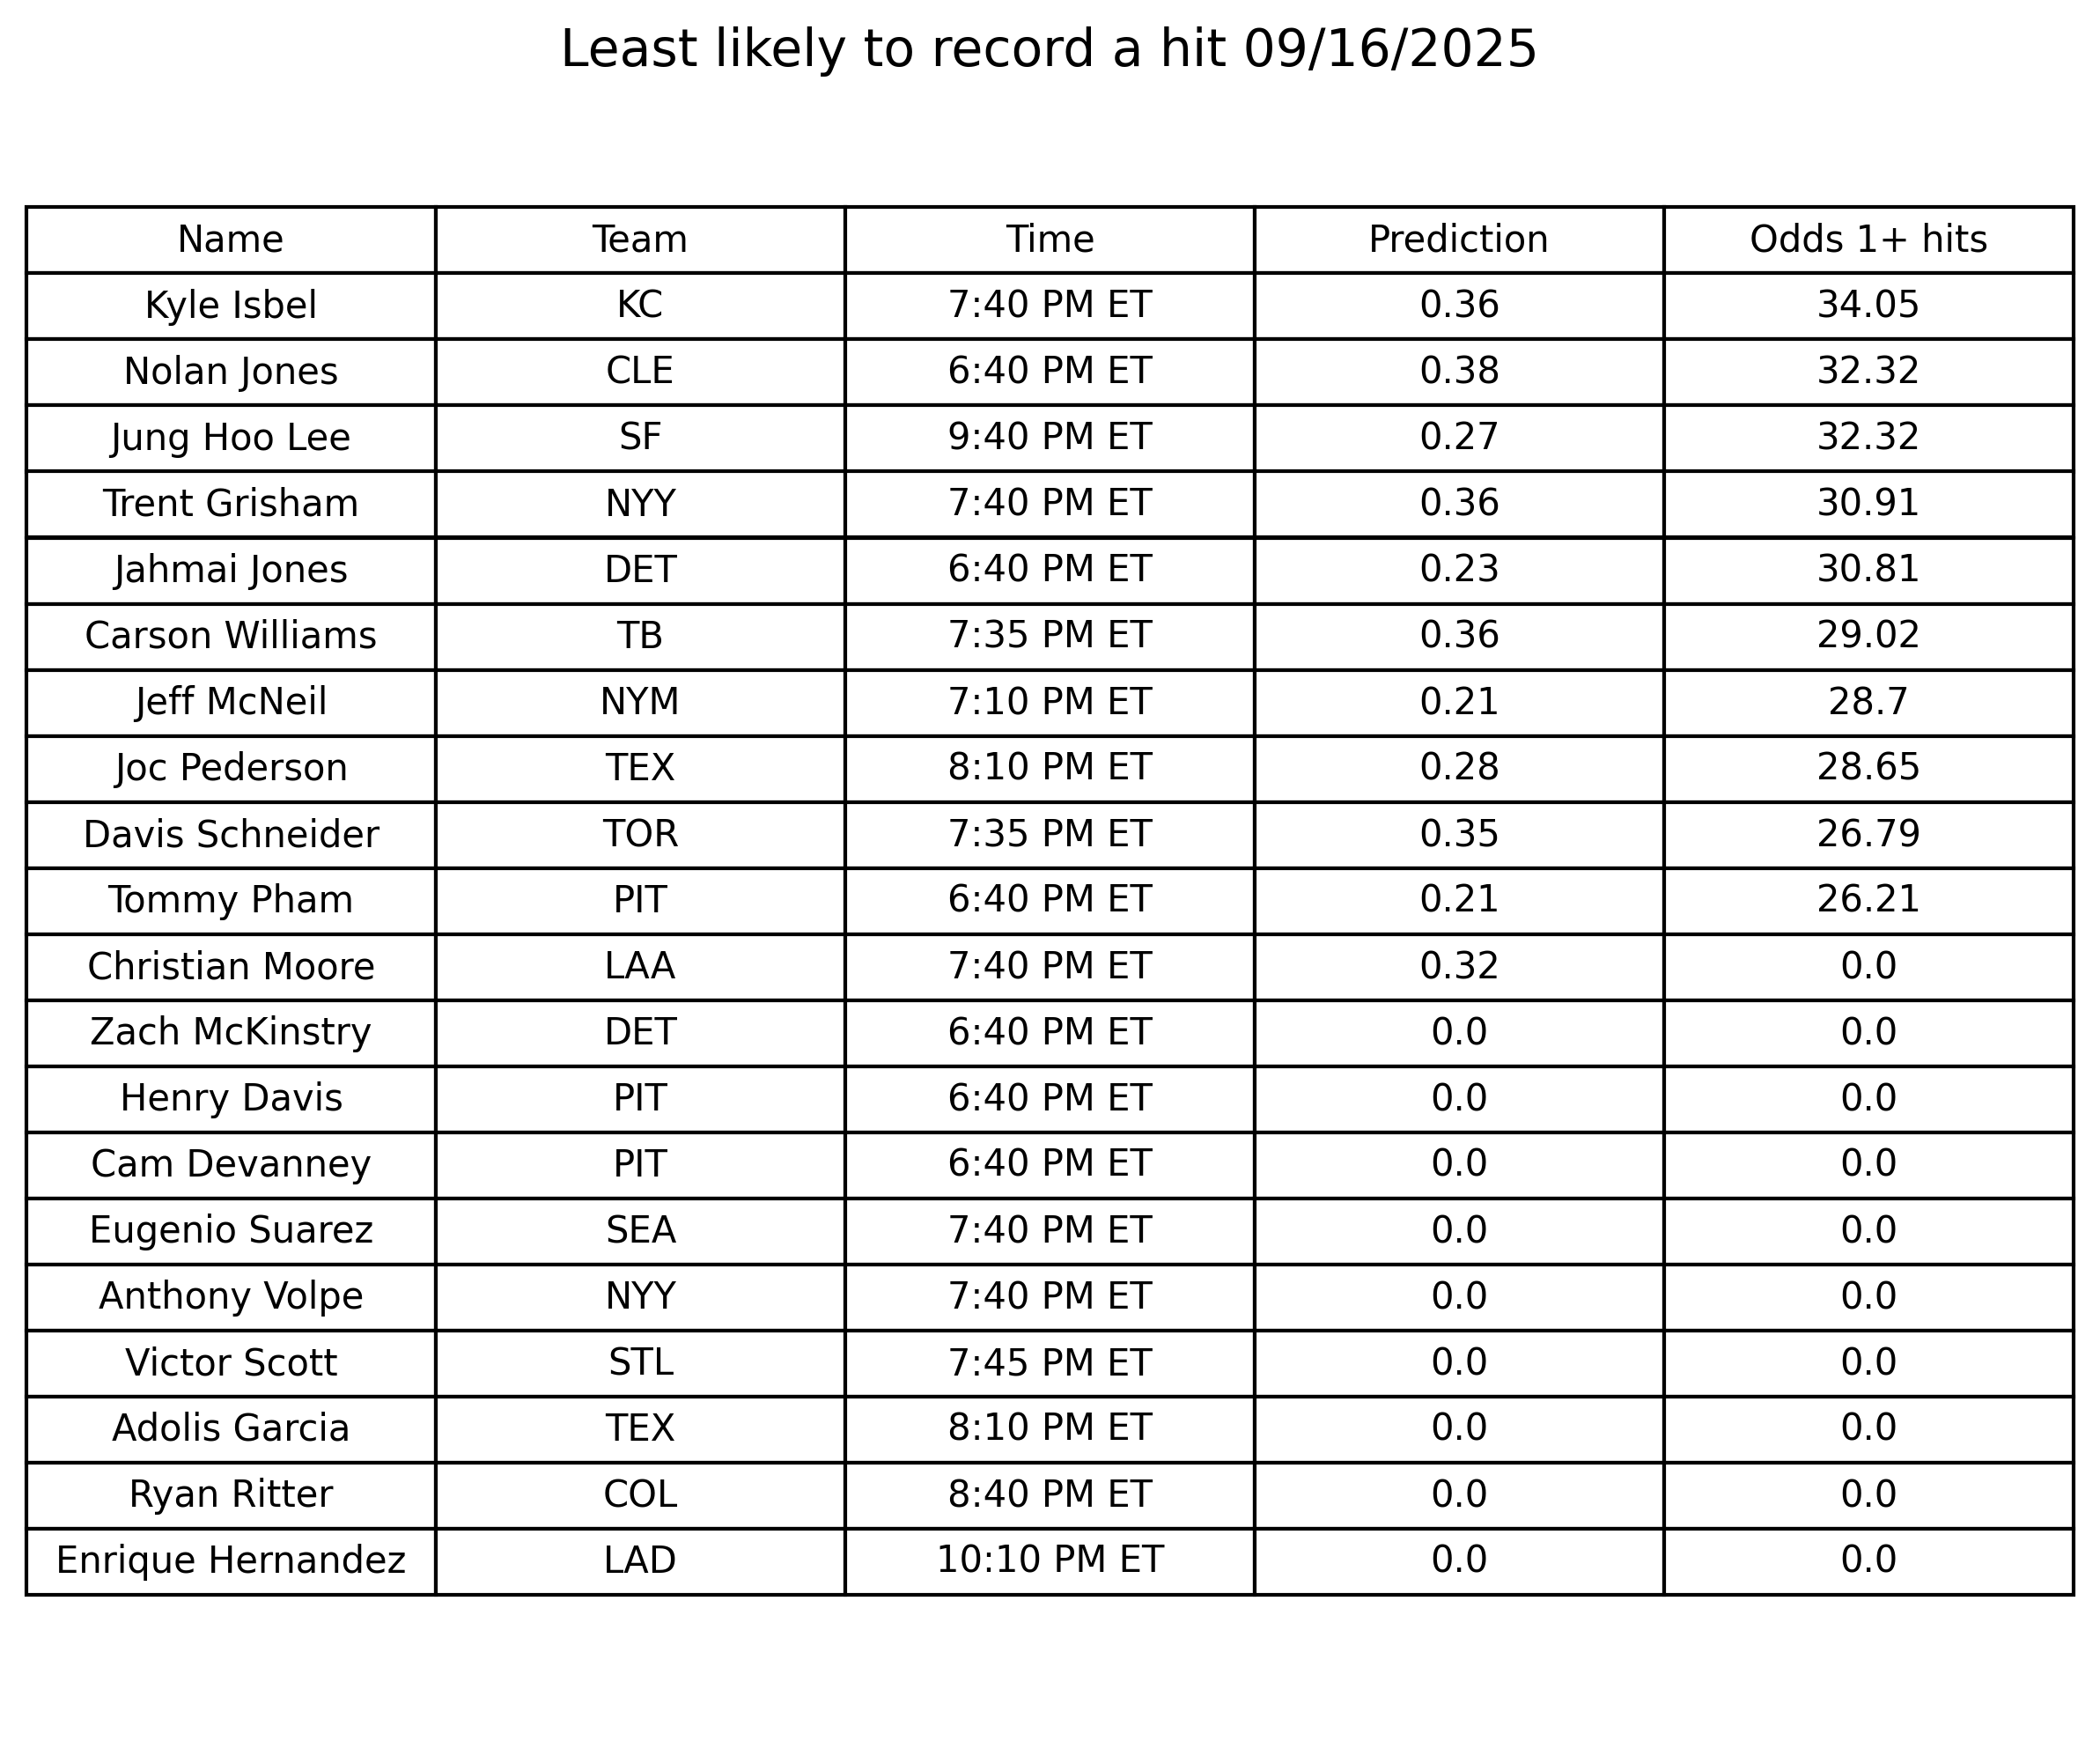 Least likely to record a hit 09/16/2025
Name Team Time Prediction Odds 1+ hits
Kyle Isbel KC 7:40 PM ET 0.36 34.05
Nolan Jones CLE 6:40 PM ET 0.38 32.32
Jung Hoo Lee SF 9:40 PM ET 0.27 32.32
Trent Grisham NYY 7:40 PM ET 0.36 30.91
Jahmai Jones DET 6:40 PM ET 0.23 30.81
Carson Williams TB 7:35 PM ET 0.36 29.02
Jeff McNeil NYM 7:10 PM ET 0.21 28.7
Joc Pederson TEX 8:10 PM ET 0.28 28.65
Davis Schneider TOR 7:35 PM ET 0.35 26.79
Tommy Pham PIT 6:40 PM ET 0.21 26.21
Christian Moore LAA 7:40 PM ET 0.32 0.0
Zach McKinstry DET 6:40 PM ET 0.0 0.0
Henry Davis PIT 6:40 PM ET 0.0 0.0
Cam Devanney PIT 6:40 PM ET 0.0 0.0
Eugenio Suarez SEA 7:40 PM ET 0.0 0.0
Anthony Volpe NYY 7:40 PM ET 0.0 0.0
Victor Scott STL 7:45 PM ET 0.0 0.0
Adolis Garcia TEX 8:10 PM ET 0.0 0.0
Ryan Ritter COL 8:40 PM ET 0.0 0.0
Enrique Hernandez LAD 10:10 PM ET 0.0 0.0